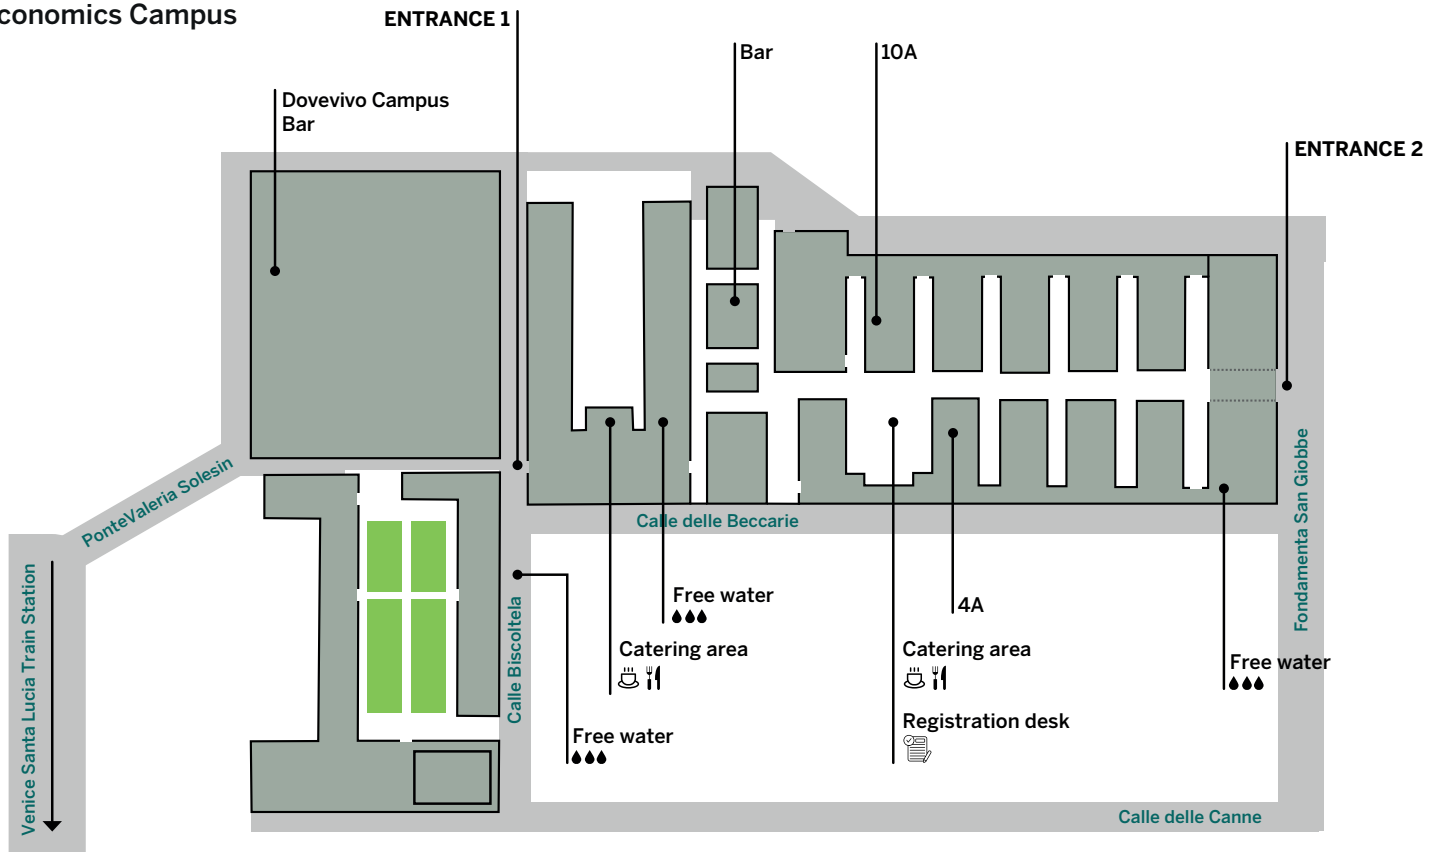 conomics Campus
ENTRANCE 1
Bar
10A
Dovevivo Campus
Bar
ENTRANCE 2
PonteValeria Solesin
Calle delle Beccarie
Fondamenta San Giobbe
Venice Santa Lucia Train Station
Calle Biscoltela
Free water
4A
Catering area
Catering area
Free water
Registration desk
Free water
Calle delle Canne